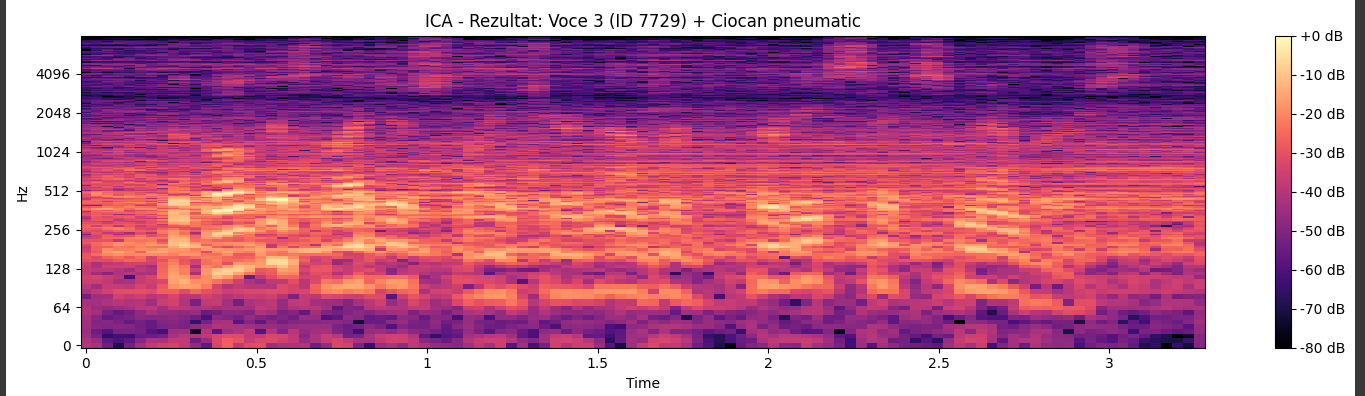 ICA - Rezultat: Voce 3 (ID 7729) + Ciocan pneumatic
Hz
4096
2048
1024
512
256
128
64
0
0 0.5 1 1.5 2 2.5 3
Time
+0 dB
-10 dB
-20 dB
-30 dB
-40 dB
-50 dB
-60 dB
-70 dB
-80 dB